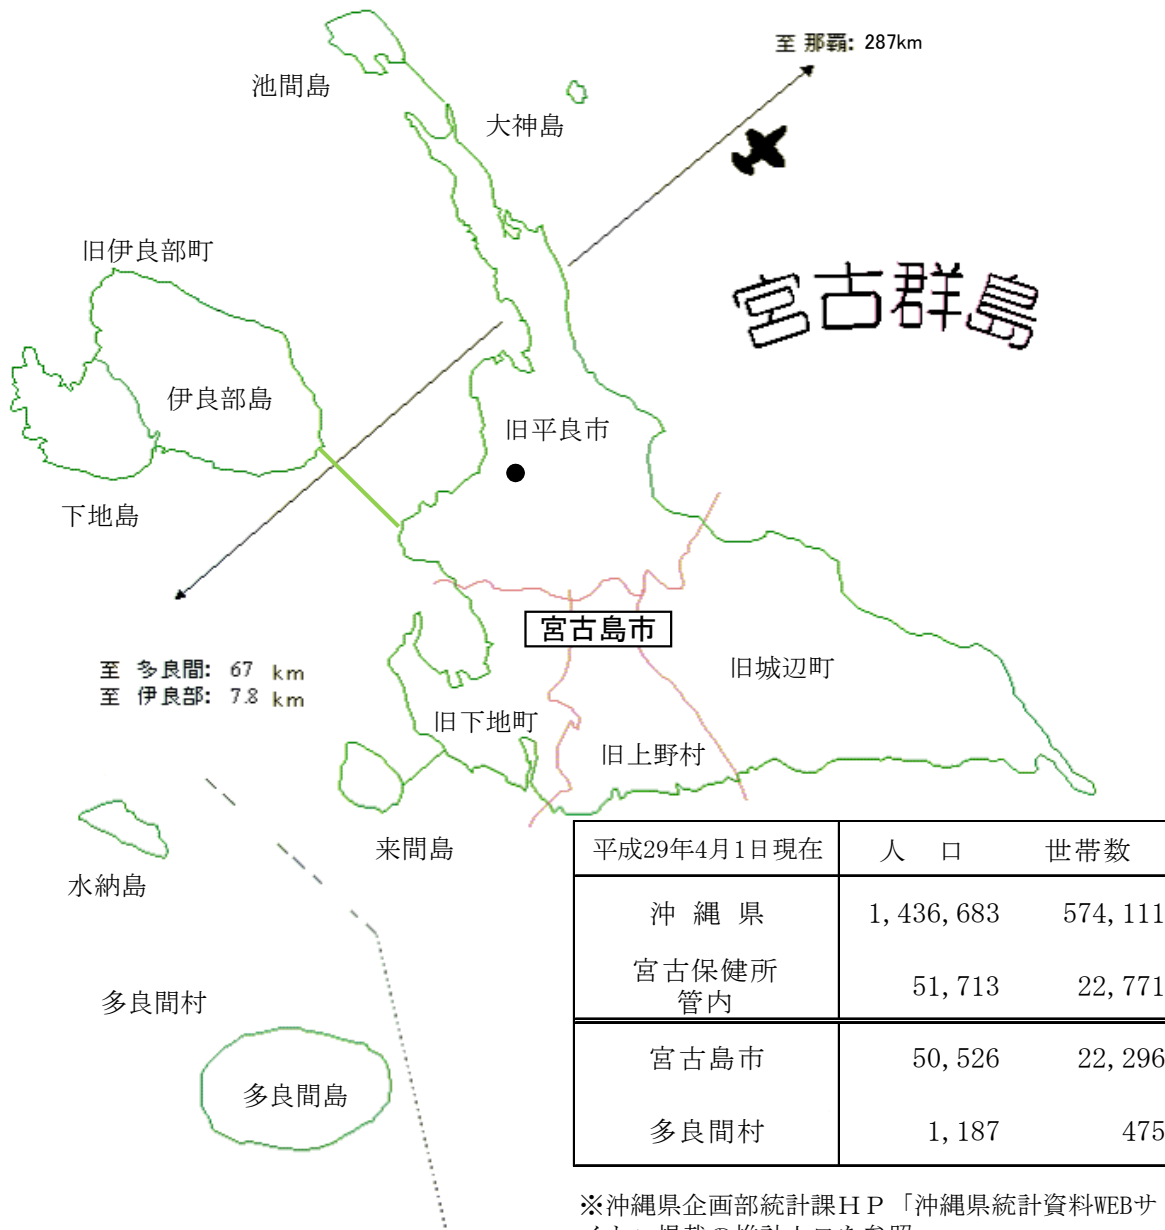 至 那覇: 287km
池間島
大神島
旧伊良部町
宮古群島
伊良部島
旧平良市
下地島
宮古島市
至 多良間: 67 km
至 伊良部: 7.8 km
旧城辺町
旧下地町
旧上野村
来間島
水納島
平成29年4月1日現在 人 口 世帯数
沖 縄 県 1,436,683 574,111
宮古保健所
管内 51,713 22,771
宮古島市 50,526 22,296
多良間村 1,187 475
多良間村
多良間島
※沖縄県企画部統計課HP「沖縄県統計資料WEBサ